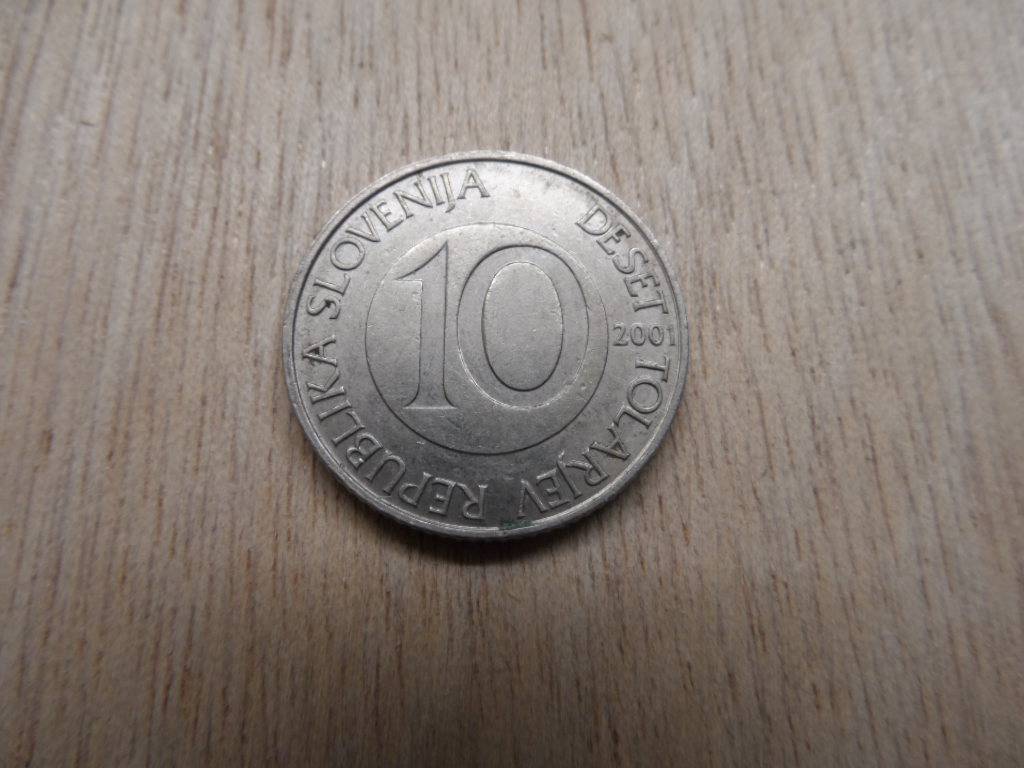 REPUBLIKA SLOVENIJA
DESET TOLARJEV
10
2001